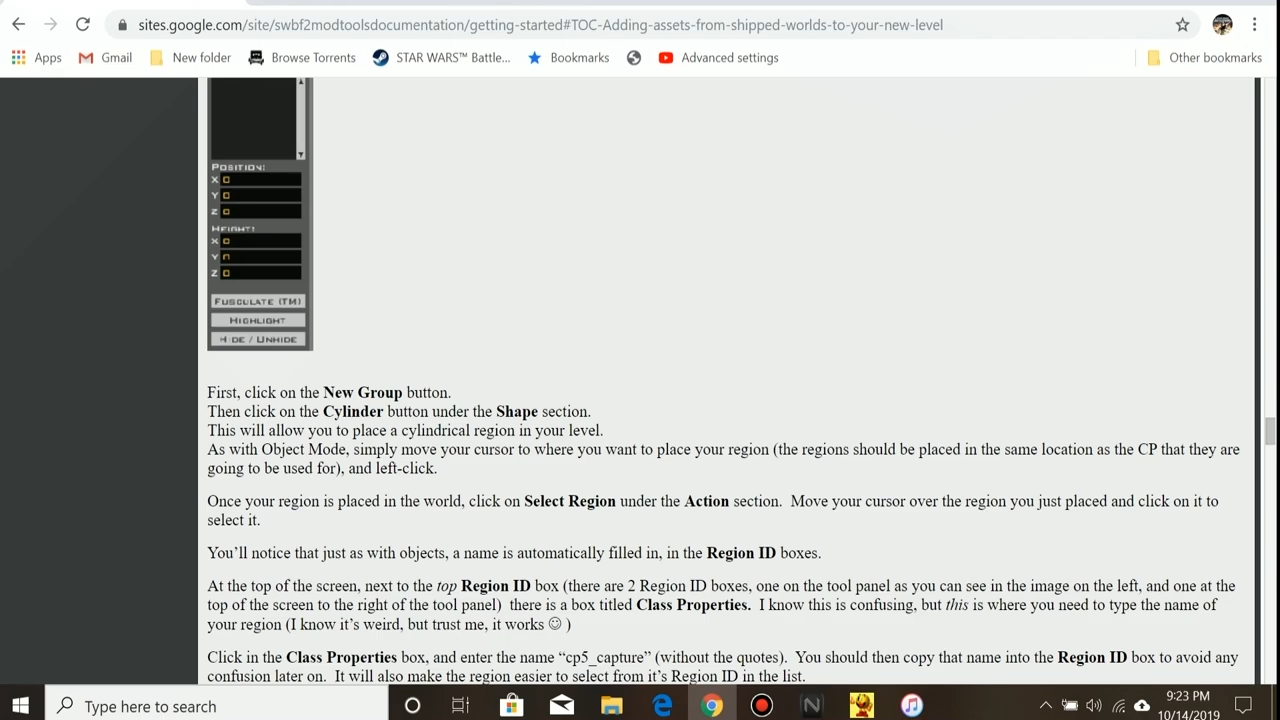 sites.google.com/site/swbf2modtoolsdocumentation/getting-started#TOC-Adding-assets-from-shipped-worlds-to-your-new-level
Apps Gmail New folder Browse Torrents STAR WARS™ Battle... Bookmarks Advanced settings Other bookmarks
POSITION:
X 0
Y 0
Z 0
HEIGHT:
X 0
Y 0
Z 0
FUSCULATE (TM)
HIGHLIGHT
HIDE / UNHIDE
First, click on the New Group button.
Then click on the Cylinder button under the Shape section.
This will allow you to place a cylindrical region in your level.
As with Object Mode, simply move your cursor to where you want to place your region (the regions should be placed in the same location as the CP that they are
going to be used for), and left-click.
Once your region is placed in the world, click on Select Region under the Action section. Move your cursor over the region you just placed and click on it to
select it.
You’ll notice that just as with objects, a name is automatically filled in, in the Region ID boxes.
At the top of the screen, next to the top Region ID box (there are 2 Region ID boxes, one on the tool panel as you can see in the image on the left, and one at the
top of the screen to the right of the tool panel) there is a box titled Class Properties. I know this is confusing, but this is where you need to type the name of
your region (I know it’s weird, but trust me, it works ☺ )
Click in the Class Properties box, and enter the name “cp5_capture” (without the quotes). You should then copy that name into the Region ID box to avoid any
confusion later on. It will also make the region easier to select from it’s Region ID in the list.
Type here to search
9:23 PM
10/14/2019